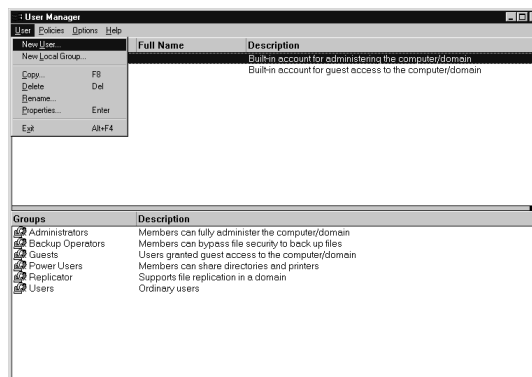 User Manager
User Policies Options Help
New User...
New Local Group...
Copy... F8
Delete Del
Rename...
Properties... Enter
Exit Alt+F4
Full Name Description
Built-in account for administering the computer/domain
Built-in account for guest access to the computer/domain
Groups Description
Administrators Members can fully administer the computer/domain
Backup Operators Members can bypass file security to back up files
Guests Users granted guest access to the computer/domain
Power Users Members can share directories and printers
Replicator Supports file replication in a domain
Users Ordinary users